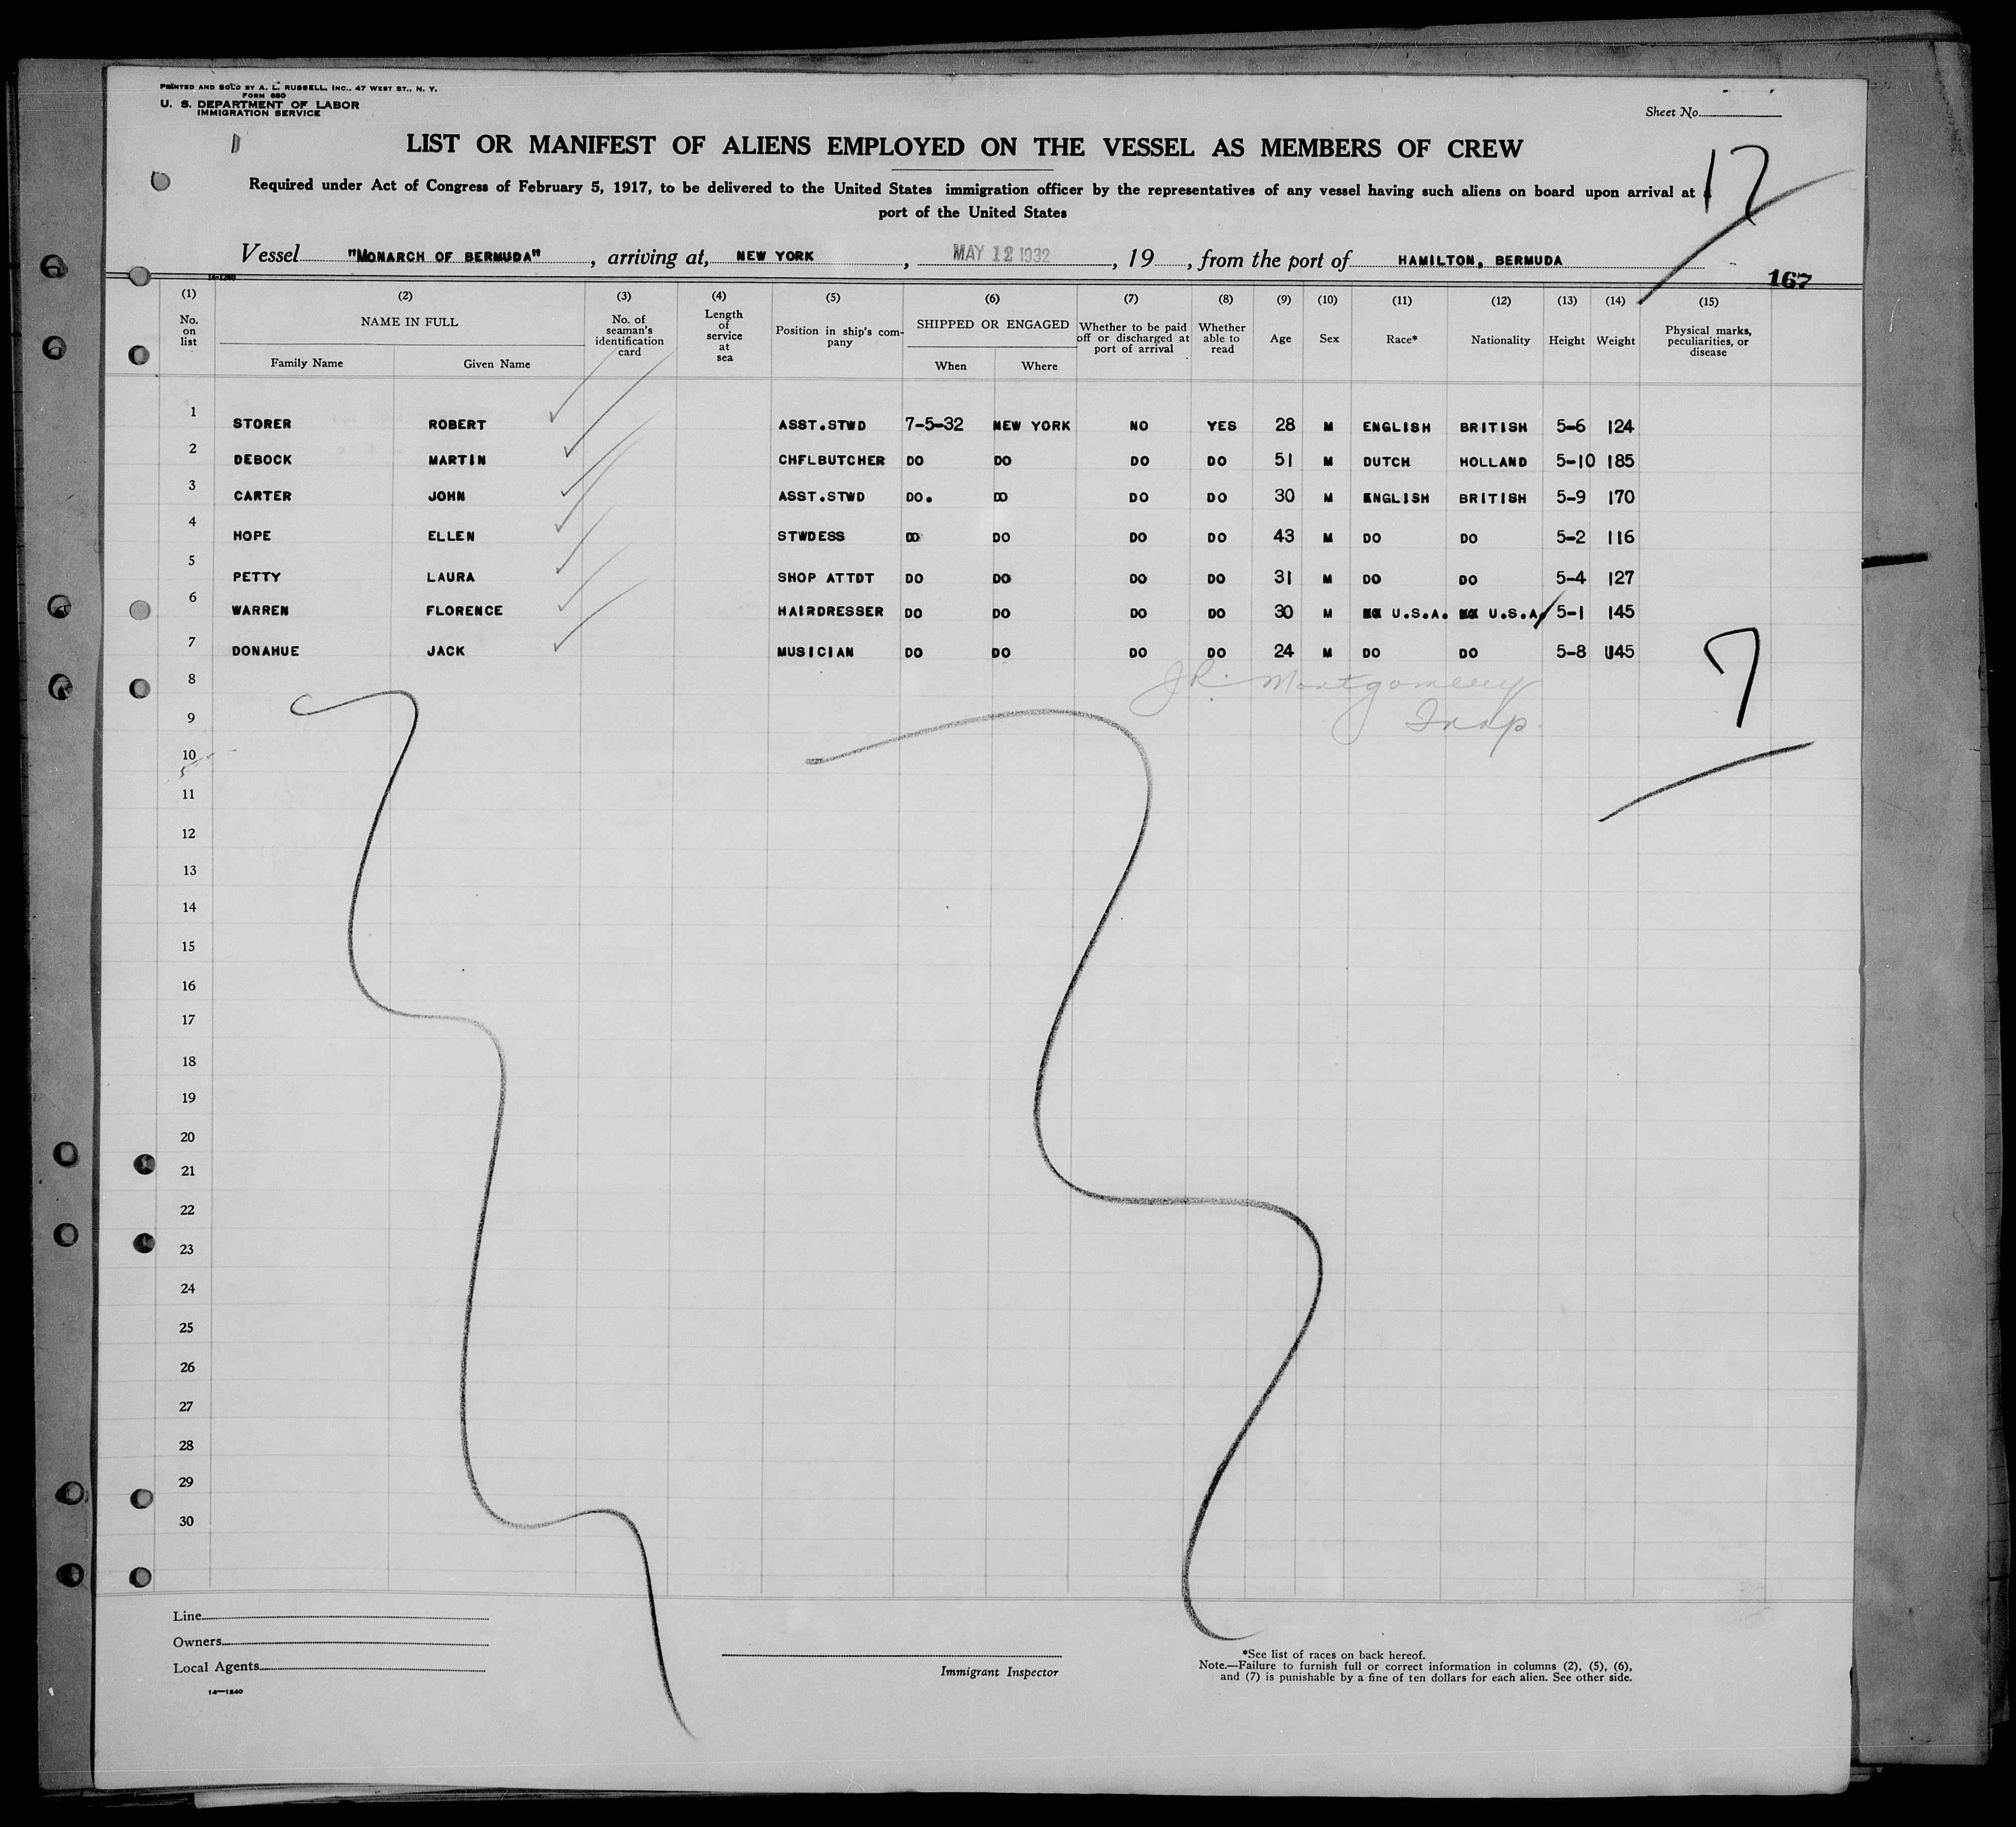 PRINTED AND SOLD BY A. L. RUSSELL, INC., 47 WEST ST., N. Y.
FORM 680
U. S. DEPARTMENT OF LABOR
IMMIGRATION SERVICE
Sheet No.
LIST OR MANIFEST OF ALIENS EMPLOYED ON THE VESSEL AS MEMBERS OF CREW
12
Required under Act of Congress of February 5, 1917, to be delivered to the United States immigration officer by the representatives of any vessel having such aliens on board upon arrival at a
port of the United States
Vessel "MONARCH OF BERMUDA", arriving at, NEW YORK, MAY 12 1932, 19, from the port of HAMILTON, BERMUDA
14-1240
167
(1) (2) (3) (4) (5) (6) (7) (8) (9) (10) (11) (12) (13) (14) (15)
No. on list
NAME IN FULL
Family Name Given Name
No. of seaman's identification card
Length of service at sea
Position in ship's company
SHIPPED OR ENGAGED
When Where
Whether to be paid off or discharged at port of arrival
Whether able to read
Age Sex Race* Nationality Height Weight
Physical marks, peculiarities, or disease
1 STORER ROBERT ASST.STWD 7-5-32 NEW YORK NO YES 28 M ENGLISH BRITISH 5-6 124
2 DEBOCK MARTIN CHFLBUTCHER DO DO DO DO 51 M DUTCH HOLLAND 5-10 185
3 CARTER JOHN ASST.STWD DO. DO DO DO 30 M ENGLISH BRITISH 5-9 170
4 HOPE ELLEN STWDESS DO DO DO DO 43 M DO DO 5-2 116
5 PETTY LAURA SHOP ATTDT DO DO DO DO 31 M DO DO 5-4 127
6 WARREN FLORENCE HAIRDRESSER DO DO DO DO 30 M U.S.A. U.S.A. 5-1 145
7 DONAHUE JACK MUSICIAN DO DO DO DO 24 M DO DO 5-8 145
7
J.R. Montgomery
Insp.
8
9
10
11
12
13
14
15
16
17
18
19
20
21
22
23
24
25
26
27
28
29
30
Line
Owners
Local Agents
14—1240
Immigrant Inspector
*See list of races on back hereof.
Note.—Failure to furnish full or correct information in columns (2), (5), (6),
and (7) is punishable by a fine of ten dollars for each alien. See other side.